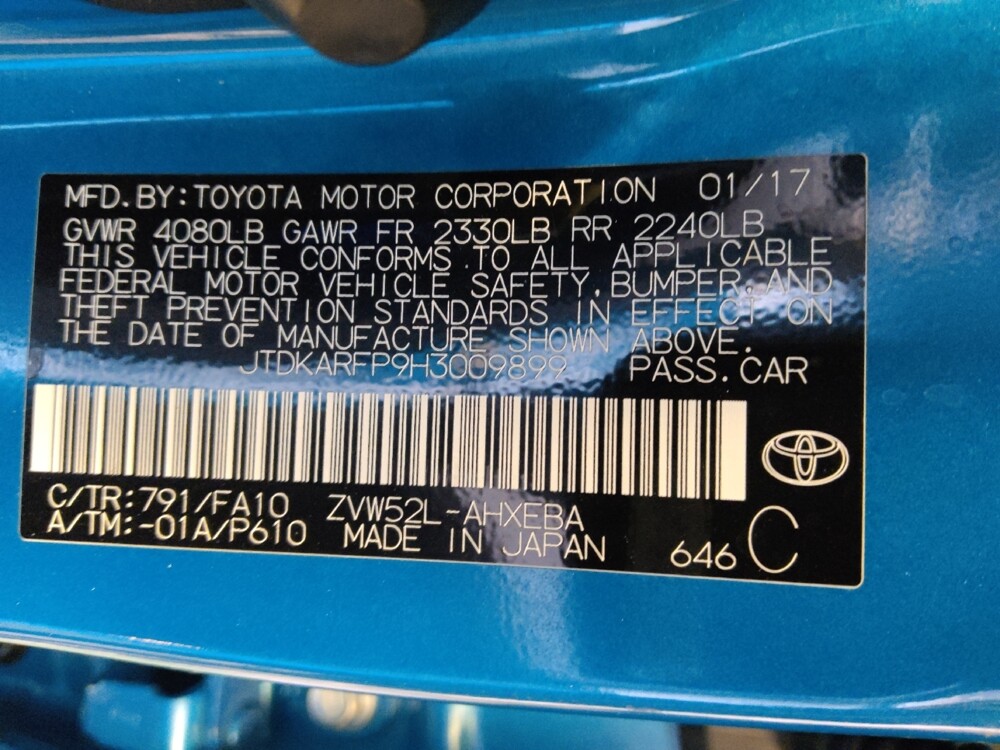 MFD. BY: TOYOTA MOTOR CORPORATION 01/17
GVWR 4080LB GAWR FR 2330LB RR 2240LB
THIS VEHICLE CONFORMS TO ALL APPLICABLE
FEDERAL MOTOR VEHICLE SAFETY, BUMPER, AND
THEFT PREVENTION STANDARDS IN EFFECT ON
THE DATE OF MANUFACTURE SHOWN ABOVE.
JTDKARFP9H3009899 PASS. CAR
C/TR: 791/FA10 ZVW52L-AHXEBA
A/TM: -01A/P610 MADE IN JAPAN 646 C